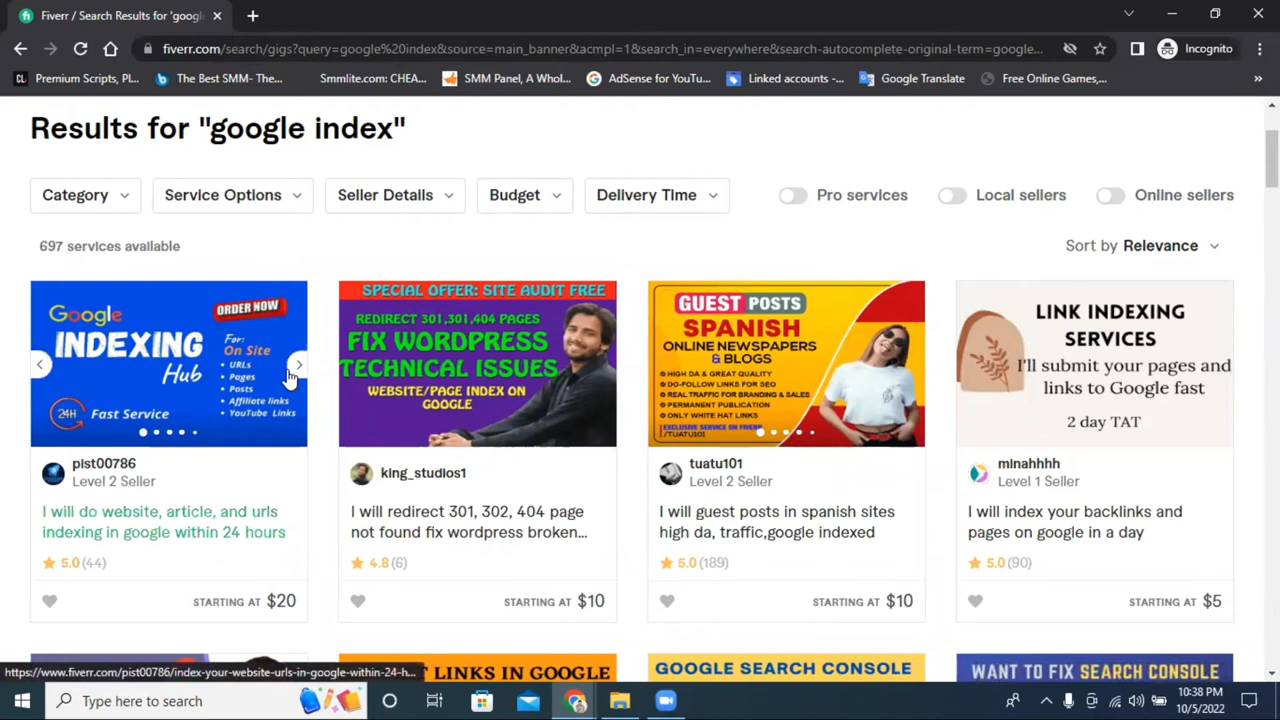 Fiverr / Search Results for 'googl
fiverr.com/search/gigs?query=google%20index&source=main_banner&acmpl=1&search_in=everywhere&search-autocomplete-original-term=google...
Incognito
Premium Scripts, Pl...
The Best SMM- The...
Smmlite.com: CHEA...
SMM Panel, A Whol...
AdSense for YouTu...
Linked accounts -...
Google Translate
Free Online Games,...
Results for "google index"
Category
Service Options
Seller Details
Budget
Delivery Time
Pro services
Local sellers
Online sellers
697 services available
Sort by Relevance
Google
INDEXING
Hub
24H Fast Service
ORDER NOW
For:
On Site
• URLs
• Pages
• Posts
• Affiliate links
• YouTube Links
pist00786
Level 2 Seller
I will do website, article, and urls
indexing in google within 24 hours
5.0 (44)
STARTING AT $20
SPECIAL OFFER: SITE AUDIT FREE
REDIRECT 301,301,404 PAGES
FIX WORDPRESS
TECHNICAL ISSUES
WEBSITE/PAGE INDEX ON
GOOGLE
king_studios1
I will redirect 301, 302, 404 page
not found fix wordpress broken...
4.8 (6)
STARTING AT $10
GUEST POSTS
SPANISH
ONLINE NEWSPAPERS
& BLOGS
HIGH DA & GREAT QUALITY
DO-FOLLOW LINKS FOR SEO
REAL TRAFFIC FOR BRANDING & SALES
PERMANENT PUBLICATION
ONLY WHITE HAT LINKS
EXCLUSIVE SERVICE ON FIVERR
/TUATU101
tuatu101
Level 2 Seller
I will guest posts in spanish sites
high da, traffic,google indexed
5.0 (189)
STARTING AT $10
LINK INDEXING
SERVICES
I'll submit your pages and
links to Google fast
2 day TAT
minahhhh
Level 1 Seller
I will index your backlinks and
pages on google in a day
5.0 (90)
STARTING AT $5
LINKS IN GOOGLE
GOOGLE SEARCH CONSOLE
WANT TO FIX SEARCH CONSOLE
https://www.fiverr.com/pist00786/index-your-website-urls-in-google-within-24-h...
Type here to search
10:38 PM
10/5/2022